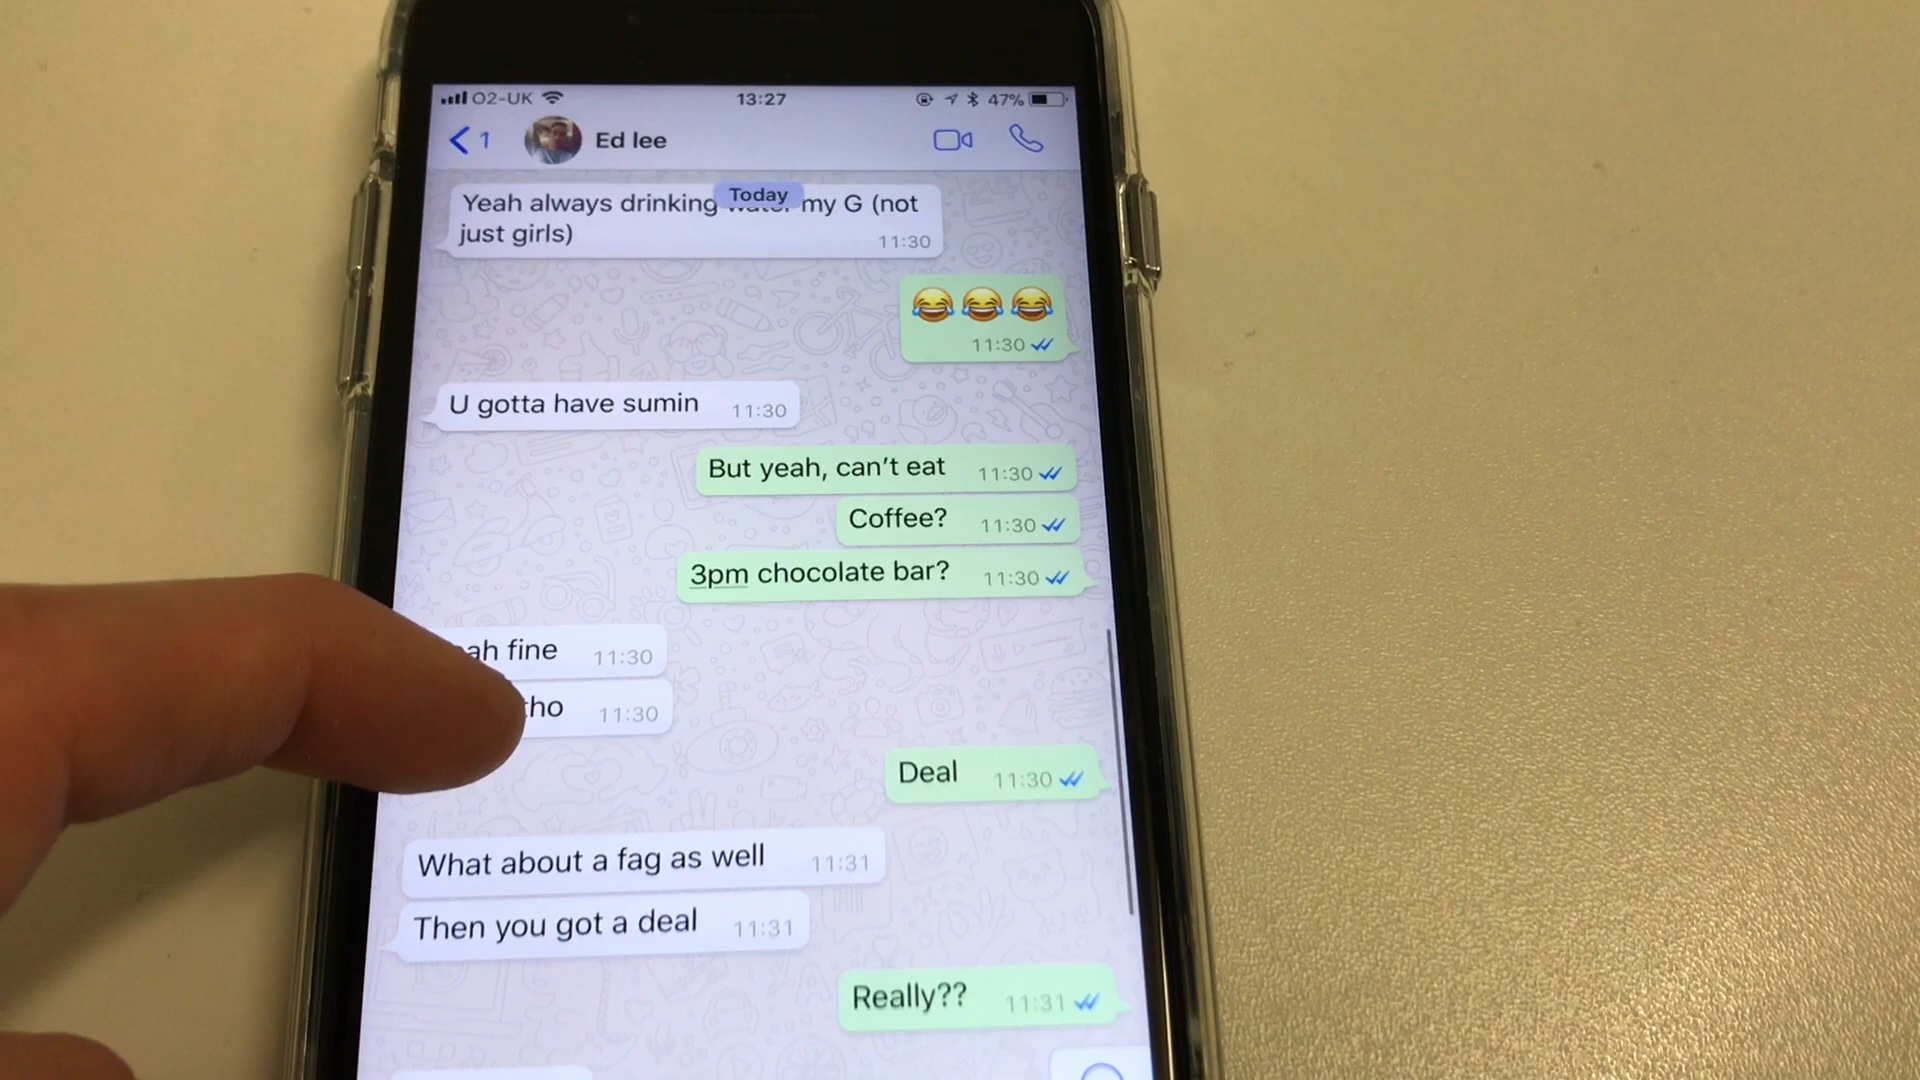 O2-UK 13:27 47%
1 Ed lee
Today
Yeah always drinking my G (not
just girls) 11:30
😂😂😂
11:30
U gotta have sumin 11:30
But yeah, can't eat 11:30
Coffee? 11:30
3pm chocolate bar? 11:30
fine 11:30
tho 11:30
Deal 11:30
What about a fag as well 11:31
Then you got a deal 11:31
Really?? 11:31